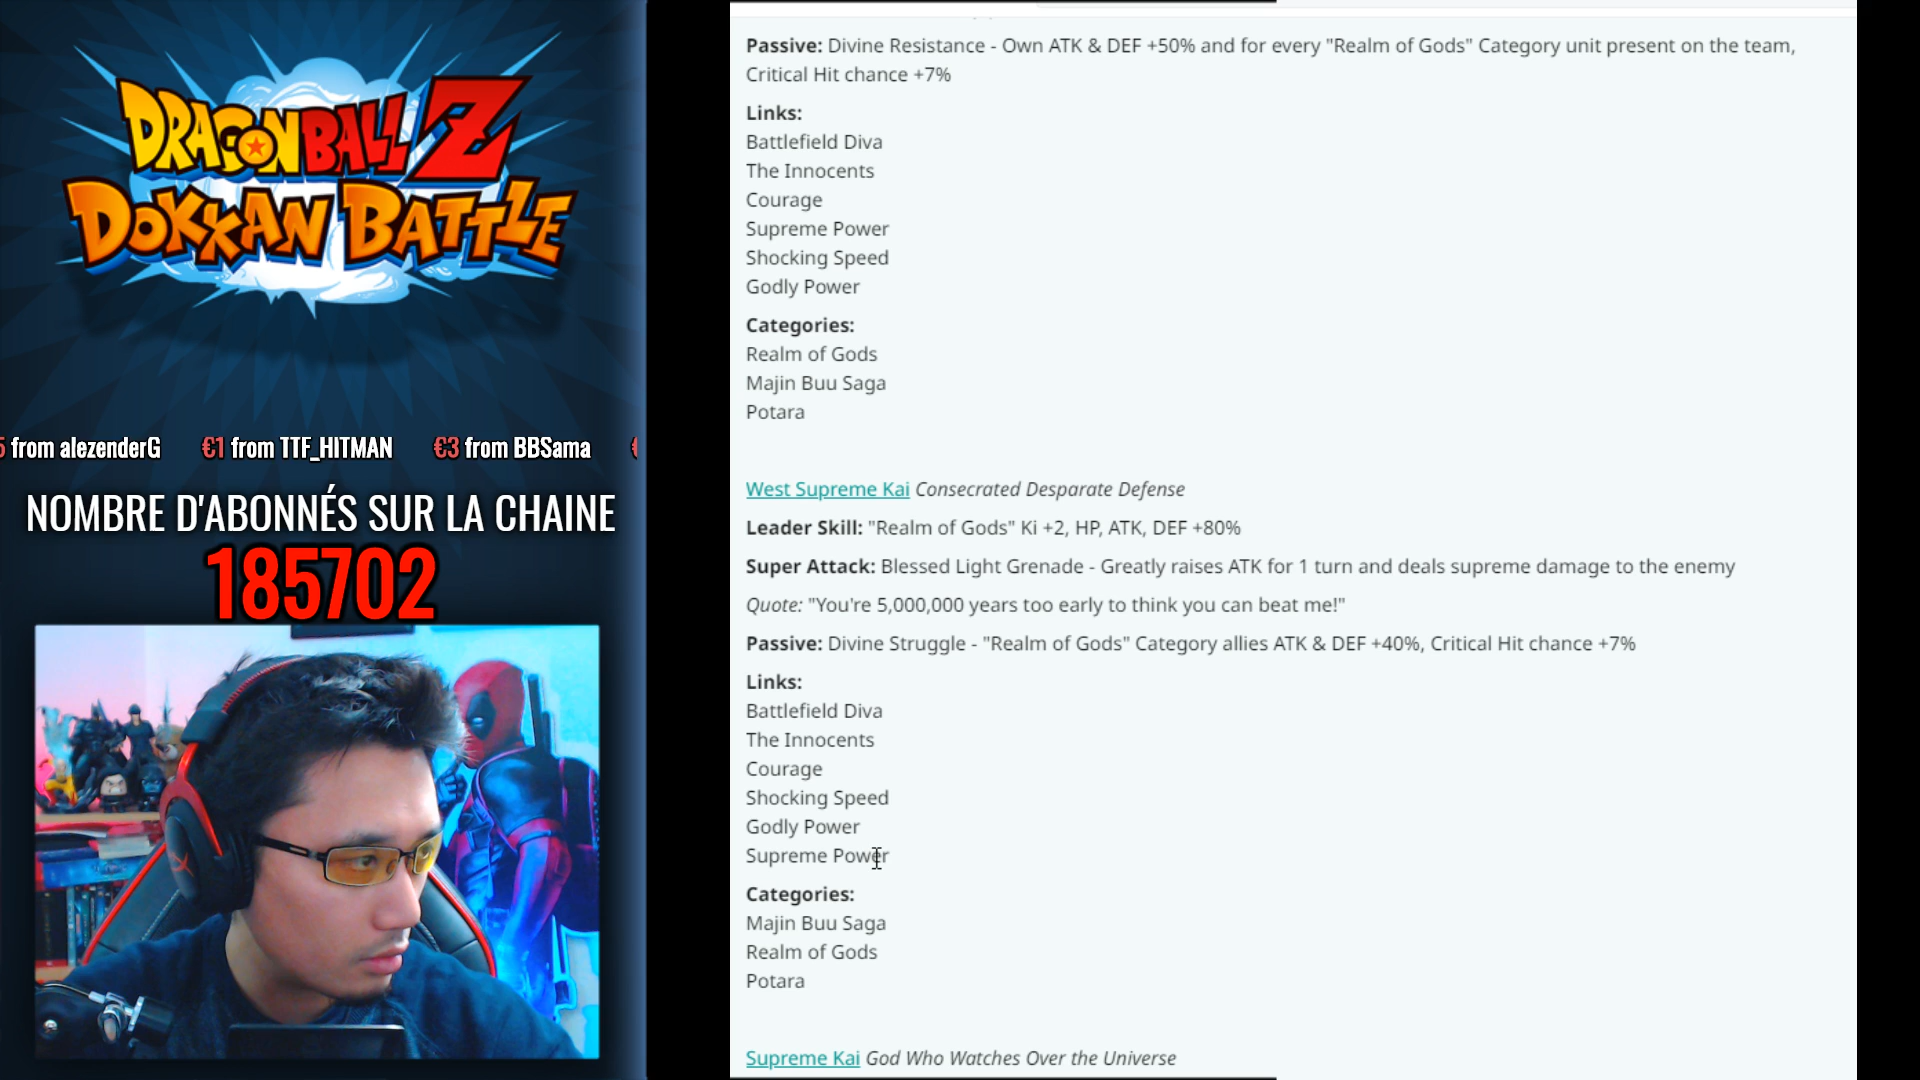 DRAGON BALL Z
DOKKAN BATTLE
from alezenderG €1 from TTF_HITMAN €3 from BBSama
NOMBRE D'ABONNÉS SUR LA CHAINE
185702
Passive: Divine Resistance - Own ATK & DEF +50% and for every "Realm of Gods" Category unit present on the team,
Critical Hit chance +7%
Links:
Battlefield Diva
The Innocents
Courage
Supreme Power
Shocking Speed
Godly Power
Categories:
Realm of Gods
Majin Buu Saga
Potara
West Supreme Kai Consecrated Desparate Defense
Leader Skill: "Realm of Gods" Ki +2, HP, ATK, DEF +80%
Super Attack: Blessed Light Grenade - Greatly raises ATK for 1 turn and deals supreme damage to the enemy
Quote: "You're 5,000,000 years too early to think you can beat me!"
Passive: Divine Struggle - "Realm of Gods" Category allies ATK & DEF +40%, Critical Hit chance +7%
Links:
Battlefield Diva
The Innocents
Courage
Shocking Speed
Godly Power
Supreme Power
Categories:
Majin Buu Saga
Realm of Gods
Potara
Supreme Kai God Who Watches Over the Universe